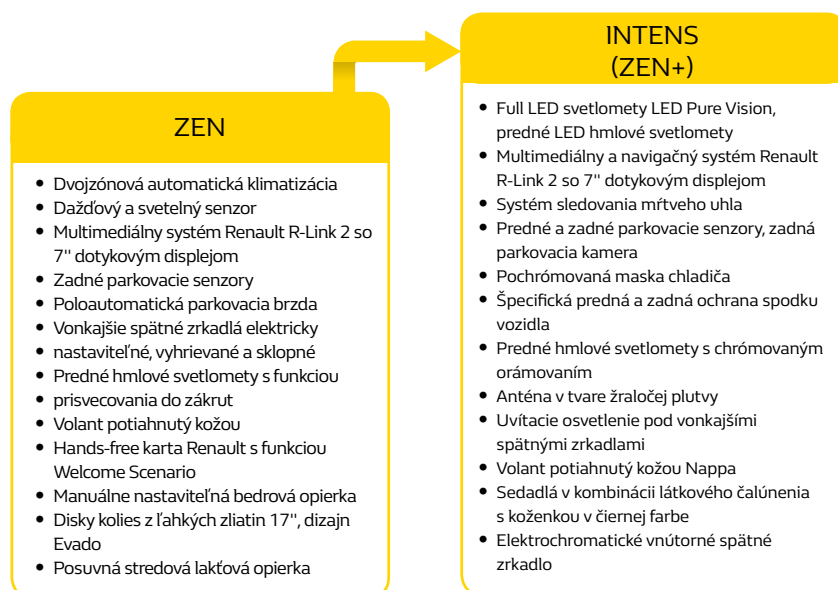 ZEN
• Dvojzónová automatická klimatizácia
• Dažďový a svetelný senzor
• Multimediálny systém Renault R-Link 2 so
7" dotykovým displejom
• Zadné parkovacie senzory
• Poloautomatická parkovacia brzda
• Vonkajšie spätné zrkadlá elektricky
• nastaviteľné, vyhrievané a sklopné
• Predné hmlové svetlomety s funkciou
• prisvecovania do zákrut
• Volant potiahnutý kožou
• Hands-free karta Renault s funkciou
Welcome Scenario
• Manuálne nastaviteľná bedrová opierka
• Disky kolies z ľahkých zliatin 17", dizajn
Evado
• Posuvná stredová lakťová opierka
INTENS
(ZEN+)
• Full LED svetlomety LED Pure Vision,
predné LED hmlové svetlomety
• Multimediálny a navigačný systém Renault
R-Link 2 so 7" dotykovým displejom
• Systém sledovania mŕtveho uhla
• Predné a zadné parkovacie senzory, zadná
parkovacia kamera
• Pochrómovaná maska chladiča
• Špecifická predná a zadná ochrana spodku
vozidla
• Predné hmlové svetlomety s chrómovaným
orámovaním
• Anténa v tvare žraločej plutvy
• Uvítacie osvetlenie pod vonkajšími
spätnými zrkadlami
• Volant potiahnutý kožou Nappa
• Sedadlá v kombinácii látkového čalúnenia
s koženkou v čiernej farbe
• Elektrochromatické vnútorné spätné
zrkadlo